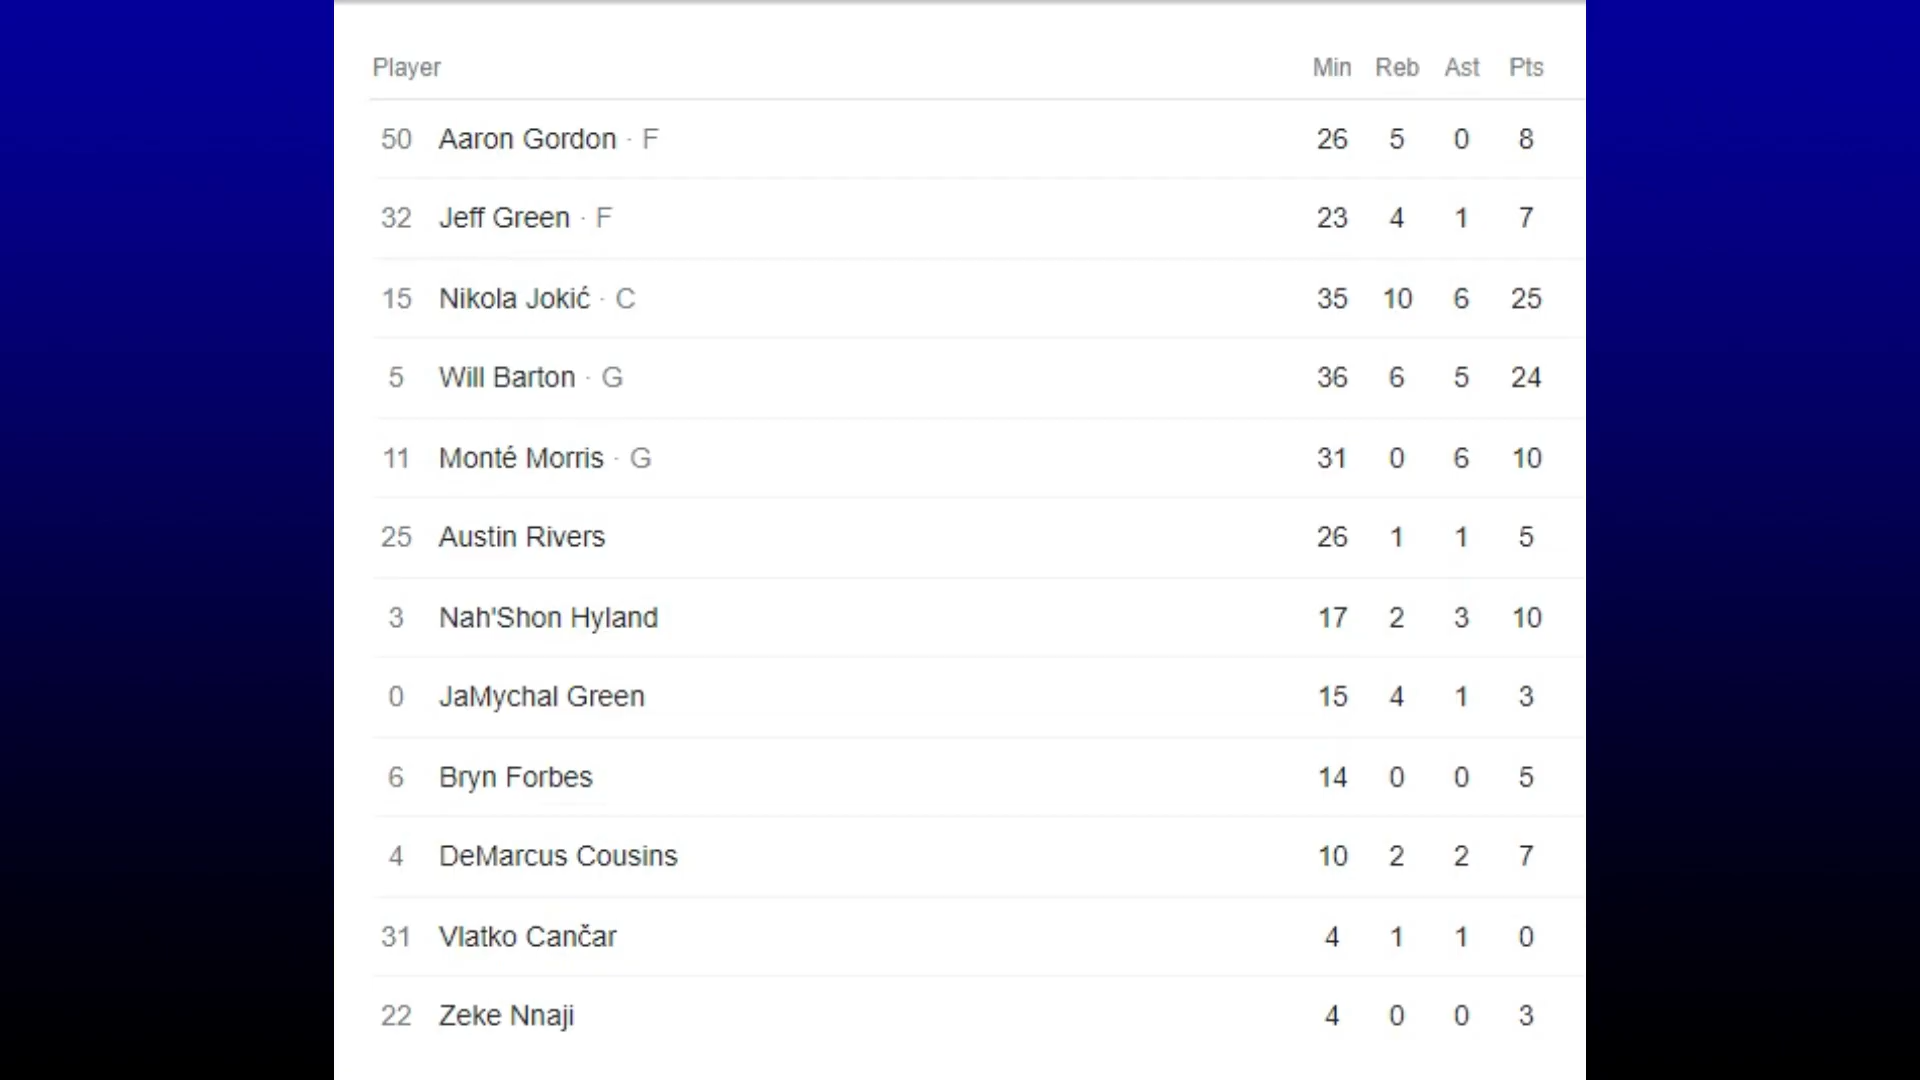 Player Min Reb Ast Pts
50 Aaron Gordon · F 26 5 0 8
32 Jeff Green · F 23 4 1 7
15 Nikola Jokić · C 35 10 6 25
5 Will Barton · G 36 6 5 24
11 Monté Morris · G 31 0 6 10
25 Austin Rivers 26 1 1 5
3 Nah'Shon Hyland 17 2 3 10
0 JaMychal Green 15 4 1 3
6 Bryn Forbes 14 0 0 5
4 DeMarcus Cousins 10 2 2 7
31 Vlatko Cančar 4 1 1 0
22 Zeke Nnaji 4 0 0 3